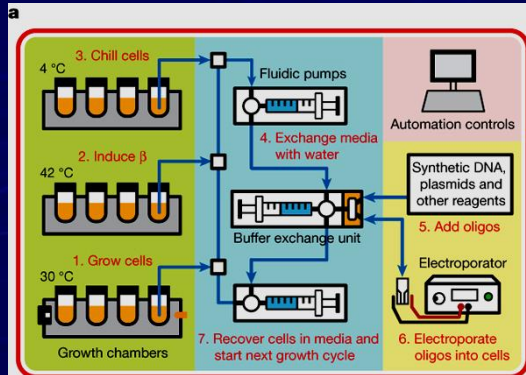 a
3. Chill cells
4 °C
2. Induce β
42 °C
1. Grow cells
30 °C
Growth chambers
Fluidic pumps
4. Exchange media
with water
Buffer exchange unit
7. Recover cells in media and
start next growth cycle
Automation controls
Synthetic DNA,
plasmids and
other reagents
5. Add oligos
Electroporator
6. Electroporate
oligos into cells